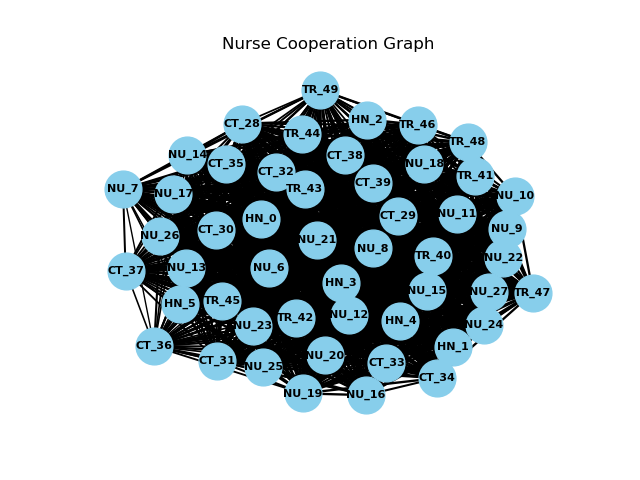 Nurse Cooperation Graph
TR_49
CT_28
HN_2
TR_46
TR_44
TR_48
NU_14
CT_35
CT_38
NU_18
CT_32
TR_41
CT_39
NU_7
NU_17
TR_43
NU_10
HN_0
CT_29
NU_11
CT_30
NU_9
NU_26
NU_21
NU_8
TR_40
NU_22
CT_37
NU_13
NU_6
HN_3
NU_15
NU_27
TR_47
HN_5
TR_45
NU_12
TR_42
HN_4
NU_23
NU_24
CT_36
HN_1
NU_20
CT_31
CT_33
NU_25
CT_34
NU_19
NU_16